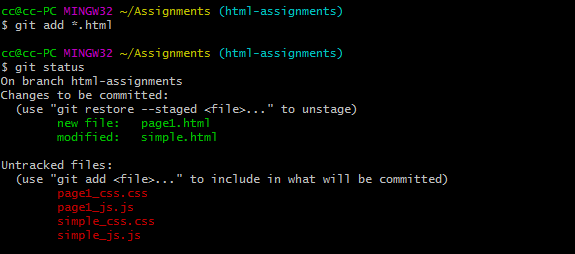 cc@cc-PC MINGW32 ~/Assignments (html-assignments)
$ git add *.html
cc@cc-PC MINGW32 ~/Assignments (html-assignments)
$ git status
On branch html-assignments
Changes to be committed:
  (use "git restore --staged <file>..." to unstage)
        new file:   page1.html
        modified:   simple.html
Untracked files:
  (use "git add <file>..." to include in what will be committed)
        page1_css.css
        page1_js.js
        simple_css.css
        simple_js.js